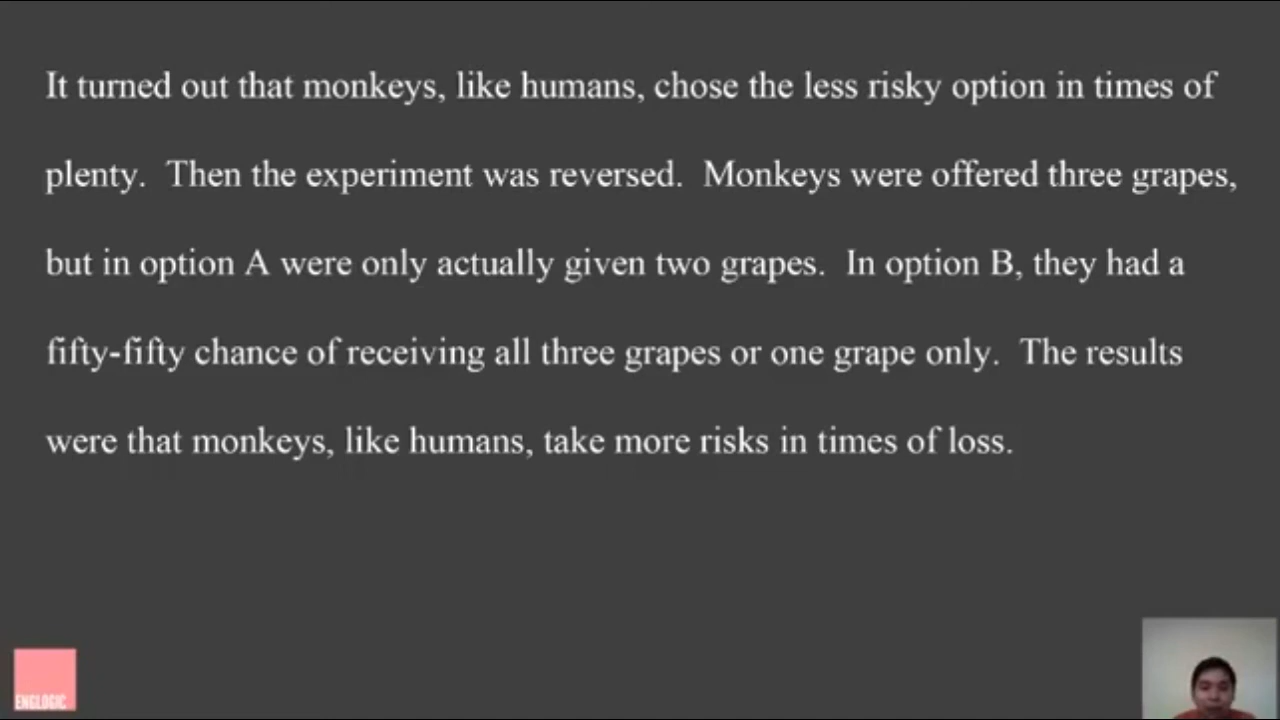 It turned out that monkeys, like humans, chose the less risky option in times of
plenty.  Then the experiment was reversed.  Monkeys were offered three grapes,
but in option A were only actually given two grapes.  In option B, they had a
fifty-fifty chance of receiving all three grapes or one grape only.  The results
were that monkeys, like humans, take more risks in times of loss.
ENGLOGIC